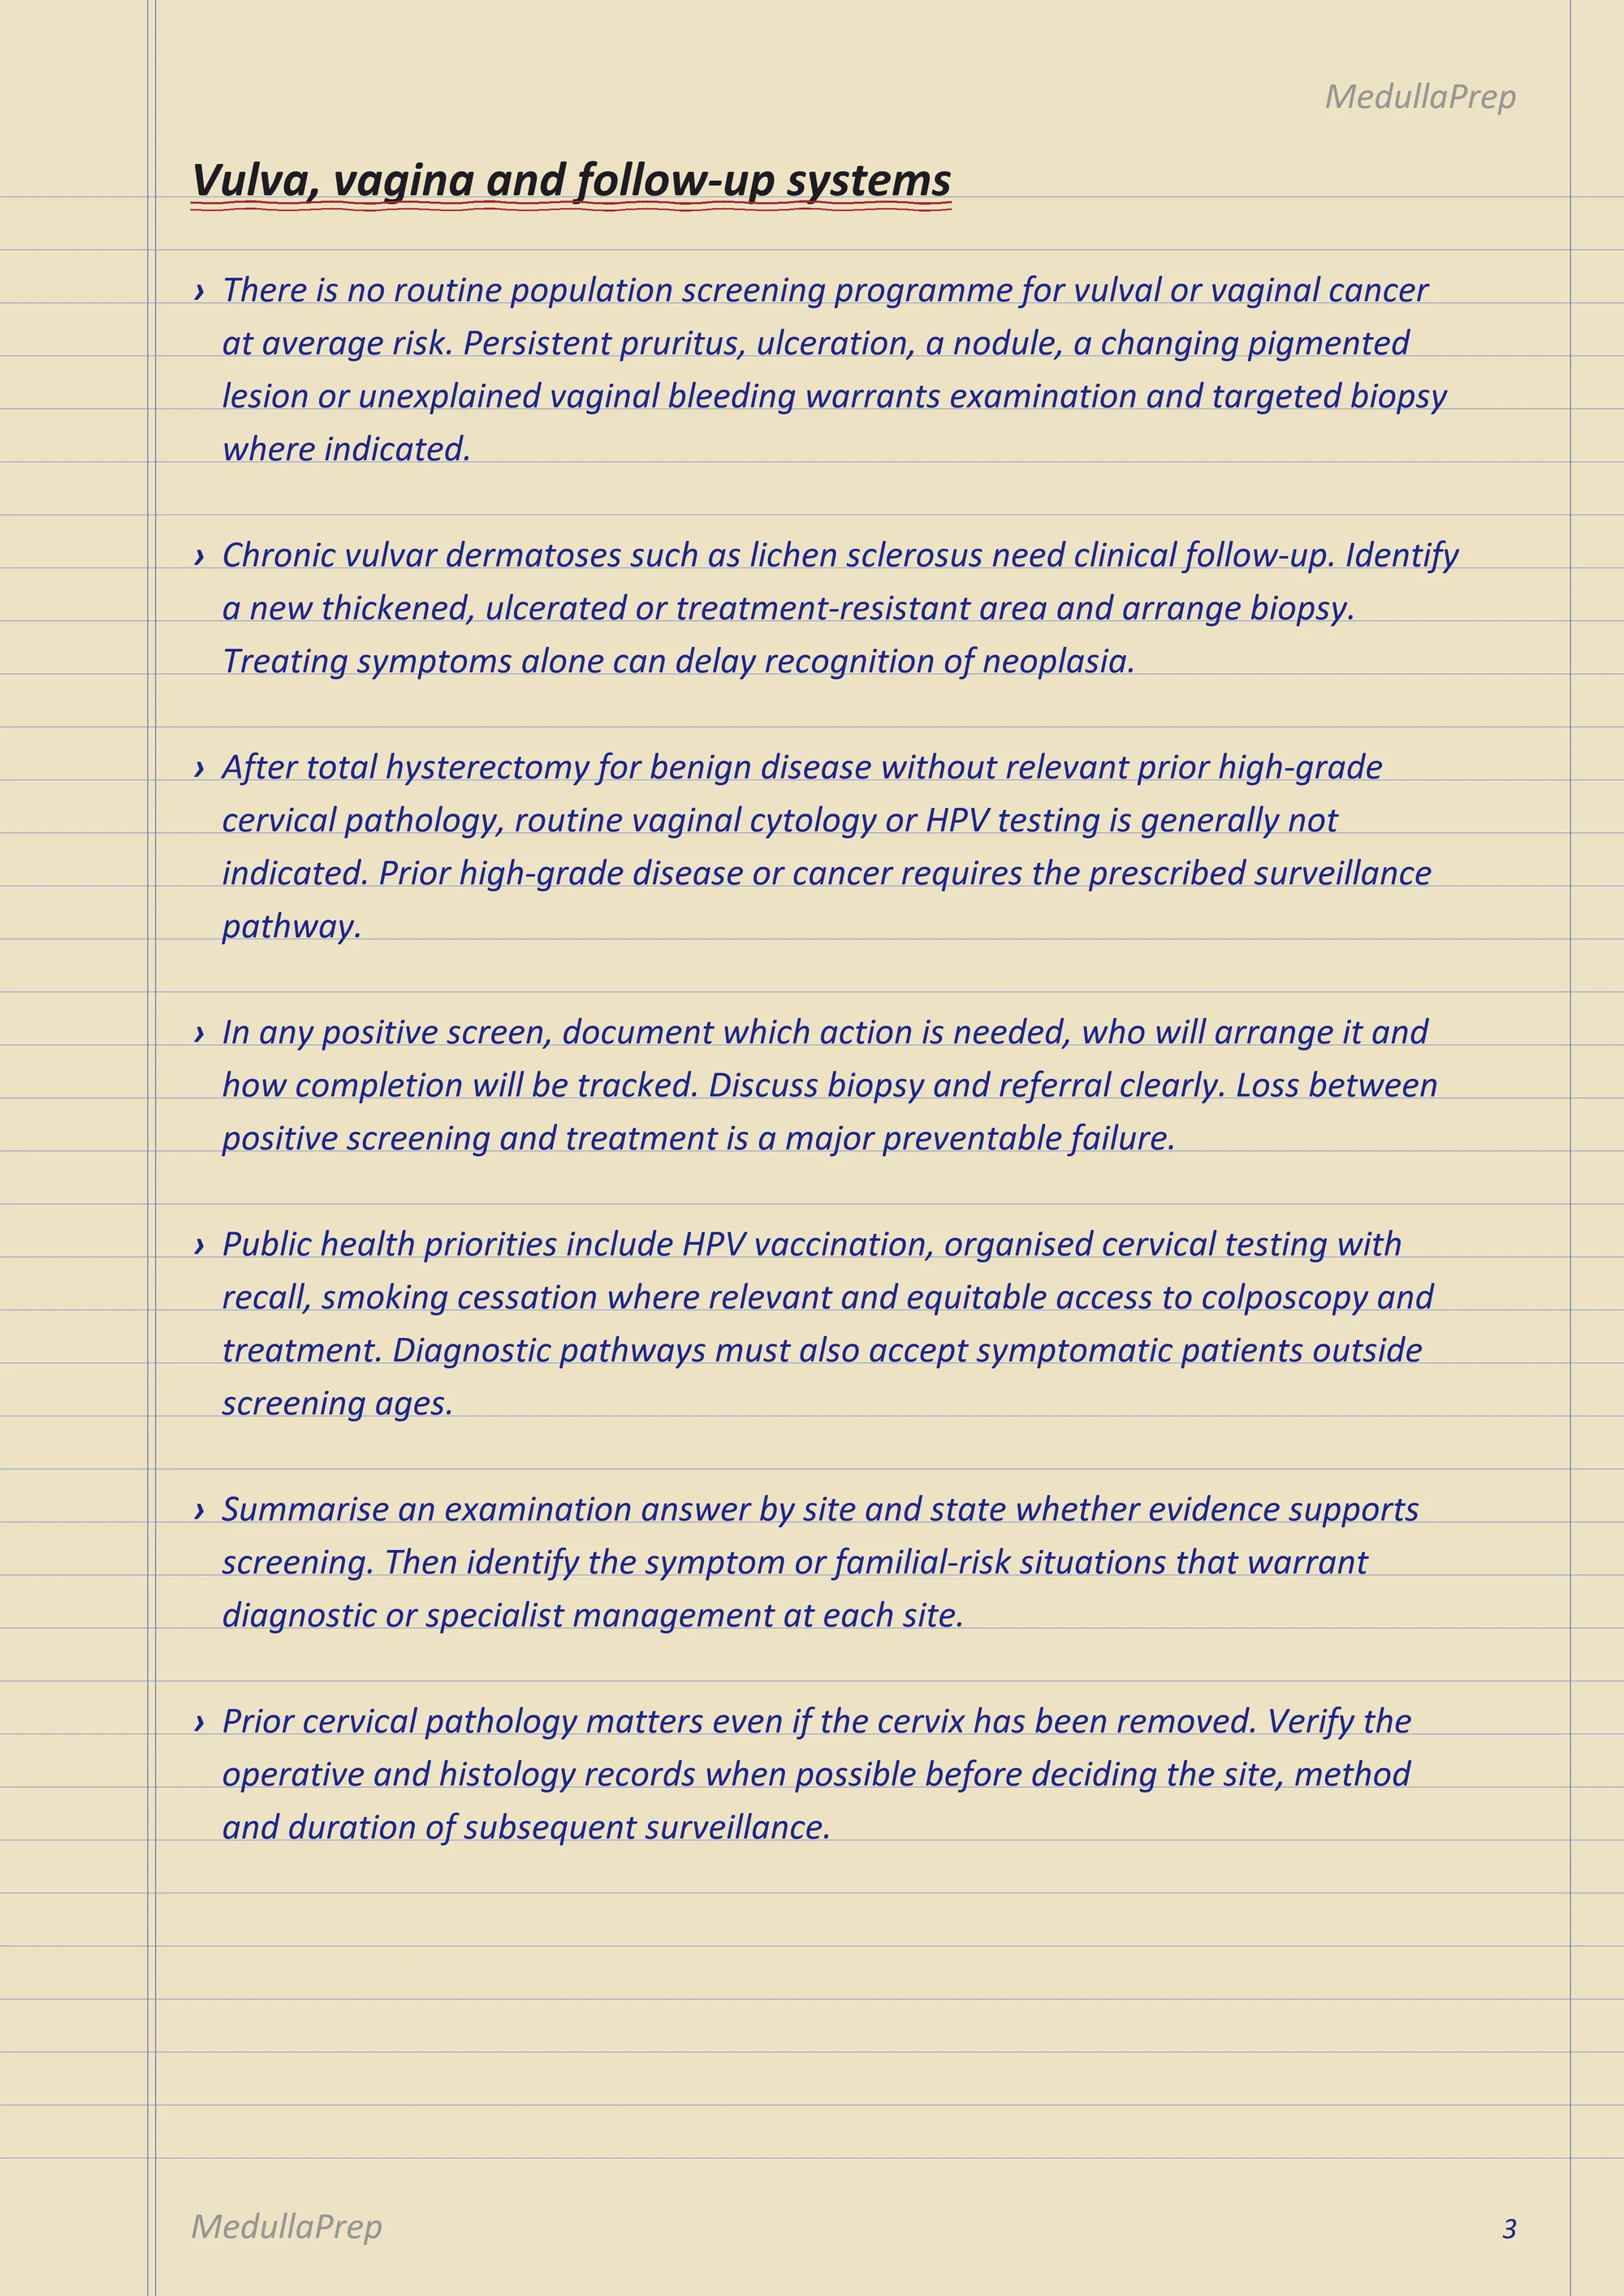 MedullaPrep
Vulva, vagina and follow-up systems
› There is no routine population screening programme for vulval or vaginal cancer
at average risk. Persistent pruritus, ulceration, a nodule, a changing pigmented
lesion or unexplained vaginal bleeding warrants examination and targeted biopsy
where indicated.
› Chronic vulvar dermatoses such as lichen sclerosus need clinical follow-up. Identify
a new thickened, ulcerated or treatment-resistant area and arrange biopsy.
Treating symptoms alone can delay recognition of neoplasia.
› After total hysterectomy for benign disease without relevant prior high-grade
cervical pathology, routine vaginal cytology or HPV testing is generally not
indicated. Prior high-grade disease or cancer requires the prescribed surveillance
pathway.
› In any positive screen, document which action is needed, who will arrange it and
how completion will be tracked. Discuss biopsy and referral clearly. Loss between
positive screening and treatment is a major preventable failure.
› Public health priorities include HPV vaccination, organised cervical testing with
recall, smoking cessation where relevant and equitable access to colposcopy and
treatment. Diagnostic pathways must also accept symptomatic patients outside
screening ages.
› Summarise an examination answer by site and state whether evidence supports
screening. Then identify the symptom or familial-risk situations that warrant
diagnostic or specialist management at each site.
› Prior cervical pathology matters even if the cervix has been removed. Verify the
operative and histology records when possible before deciding the site, method
and duration of subsequent surveillance.
MedullaPrep
3